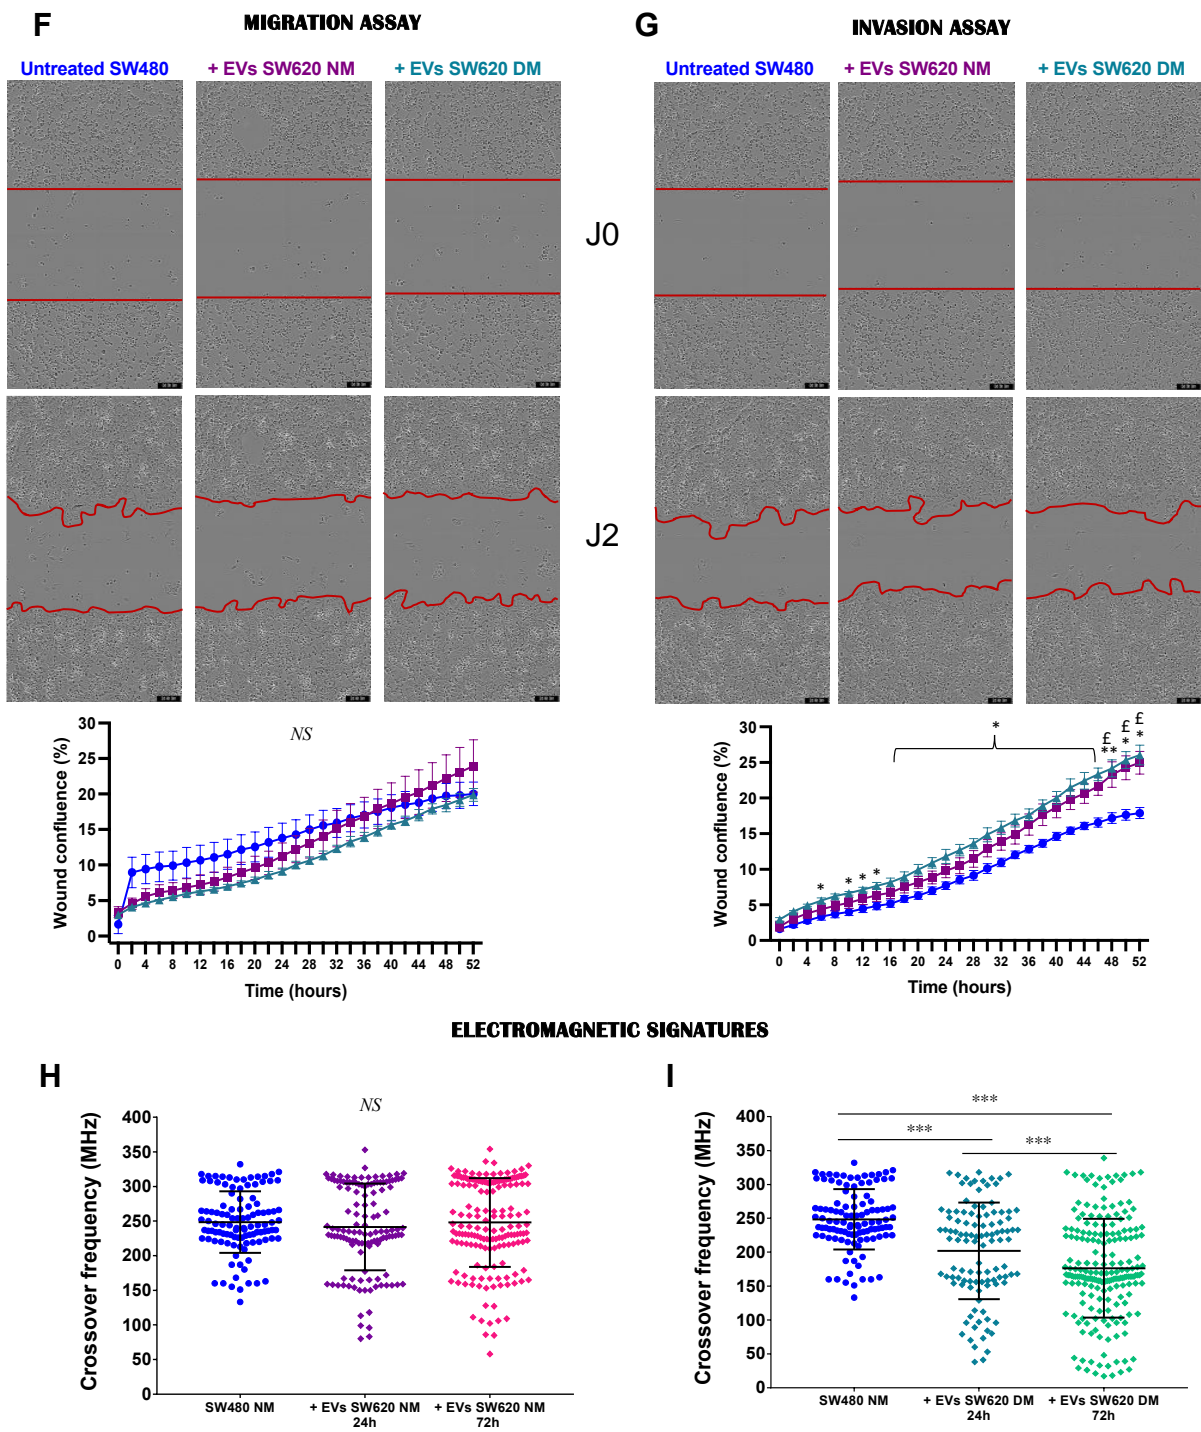 F
MIGRATION ASSAY
Untreated SW480
+ EVs SW620 NM
+ EVs SW620 DM
G
INVASION ASSAY
Untreated SW480
+ EVs SW620 NM
+ EVs SW620 DM
J0
J2
Wound confluence (%)
30
25
20
15
10
5
0
NS
0 4 8 12 16 20 24 28 32 36 40 44 48 52
Time (hours)
Wound confluence (%)
30
25
20
15
10
5
0
* * * *
*
£ £ £
** * *
0 4 8 12 16 20 24 28 32 36 40 44 48 52
Time (hours)
ELECTROMAGNETIC SIGNATURES
H
NS
Crossover frequency (MHz)
400
350
300
250
200
150
100
50
0
SW480 NM
+ EVs SW620 NM
24h
+ EVs SW620 NM
72h
I
***
***
***
Crossover frequency (MHz)
400
350
300
250
200
150
100
50
0
SW480 NM
+ EVs SW620 DM
24h
+ EVs SW620 DM
72h